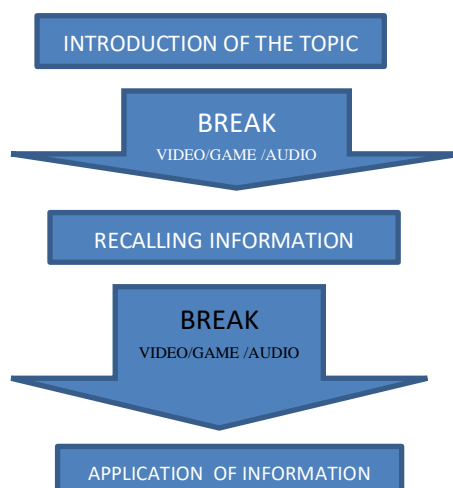 INTRODUCTION OF THE TOPIC
BREAK
VIDEO/GAME /AUDIO
RECALLING INFORMATION
BREAK
VIDEO/GAME /AUDIO
APPLICATION OF INFORMATION